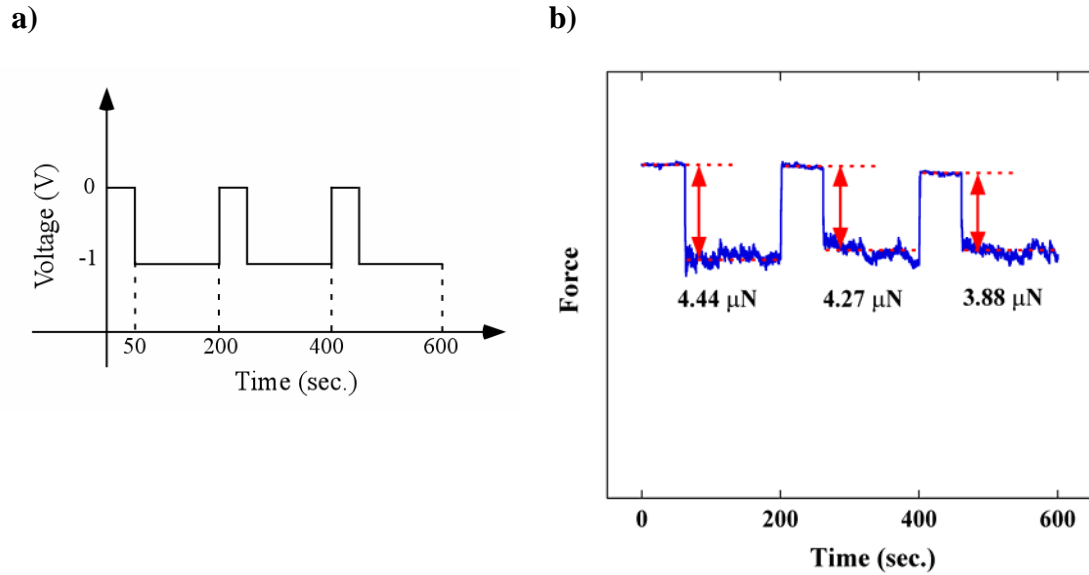 a)
Voltage (V)
0
-1
50 200 400 600
Time (sec.)
b)
Force
4.44 μN 4.27 μN 3.88 μN
0 200 400 600
Time (sec.)